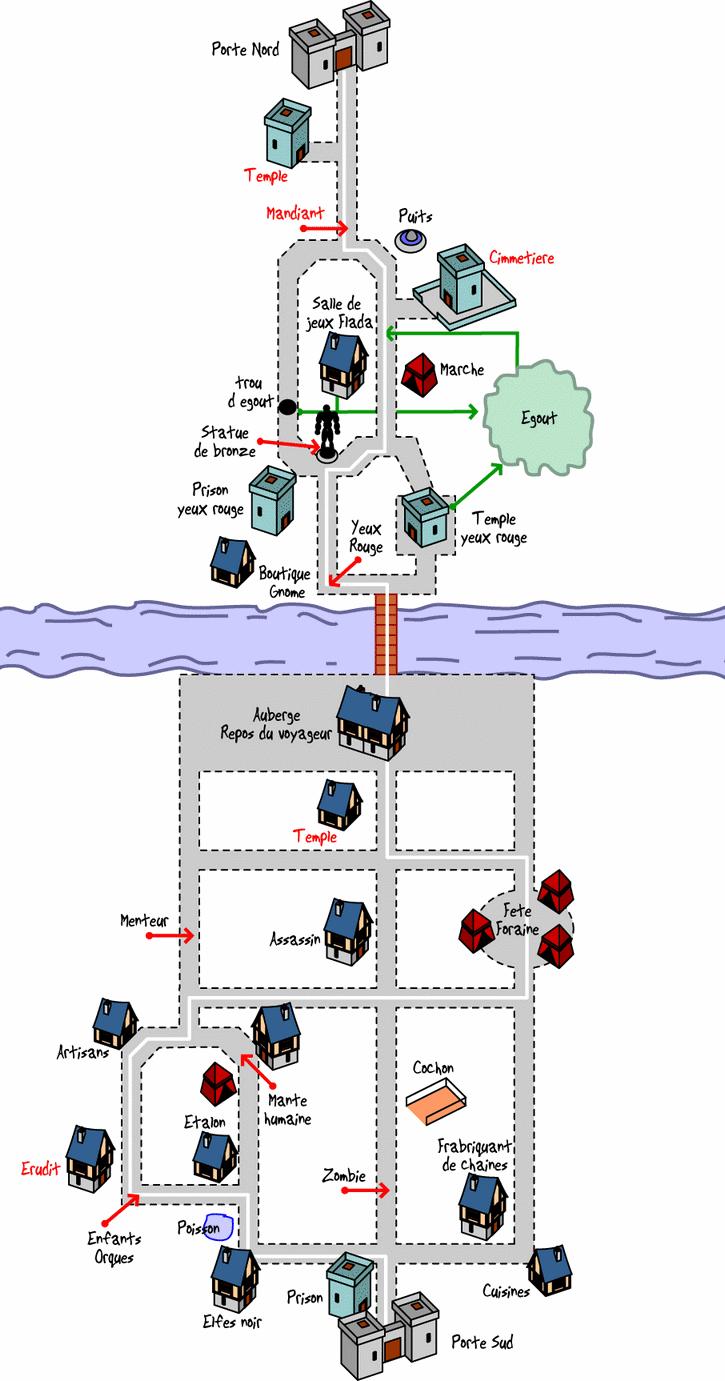 Porte Nord
Temple
Mandiant
Puits
Cimmetiere
Salle de
jeux Flada
Marche
trou
d egout
Egout
Statue
de bronze
Prison
yeux rouge
Yeux
Rouge
Temple
yeux rouge
Boutique
Gnome
Auberge
Repos du voyageur
Temple
Menteur
Assassin
Fete
Foraine
Artisans
Mante
humaine
Cochon
Etalon
Erudit
Frabriquant
de chaines
Zombie
Enfants
Orques
Poisson
Elfes noir
Prison
Cuisines
Porte Sud